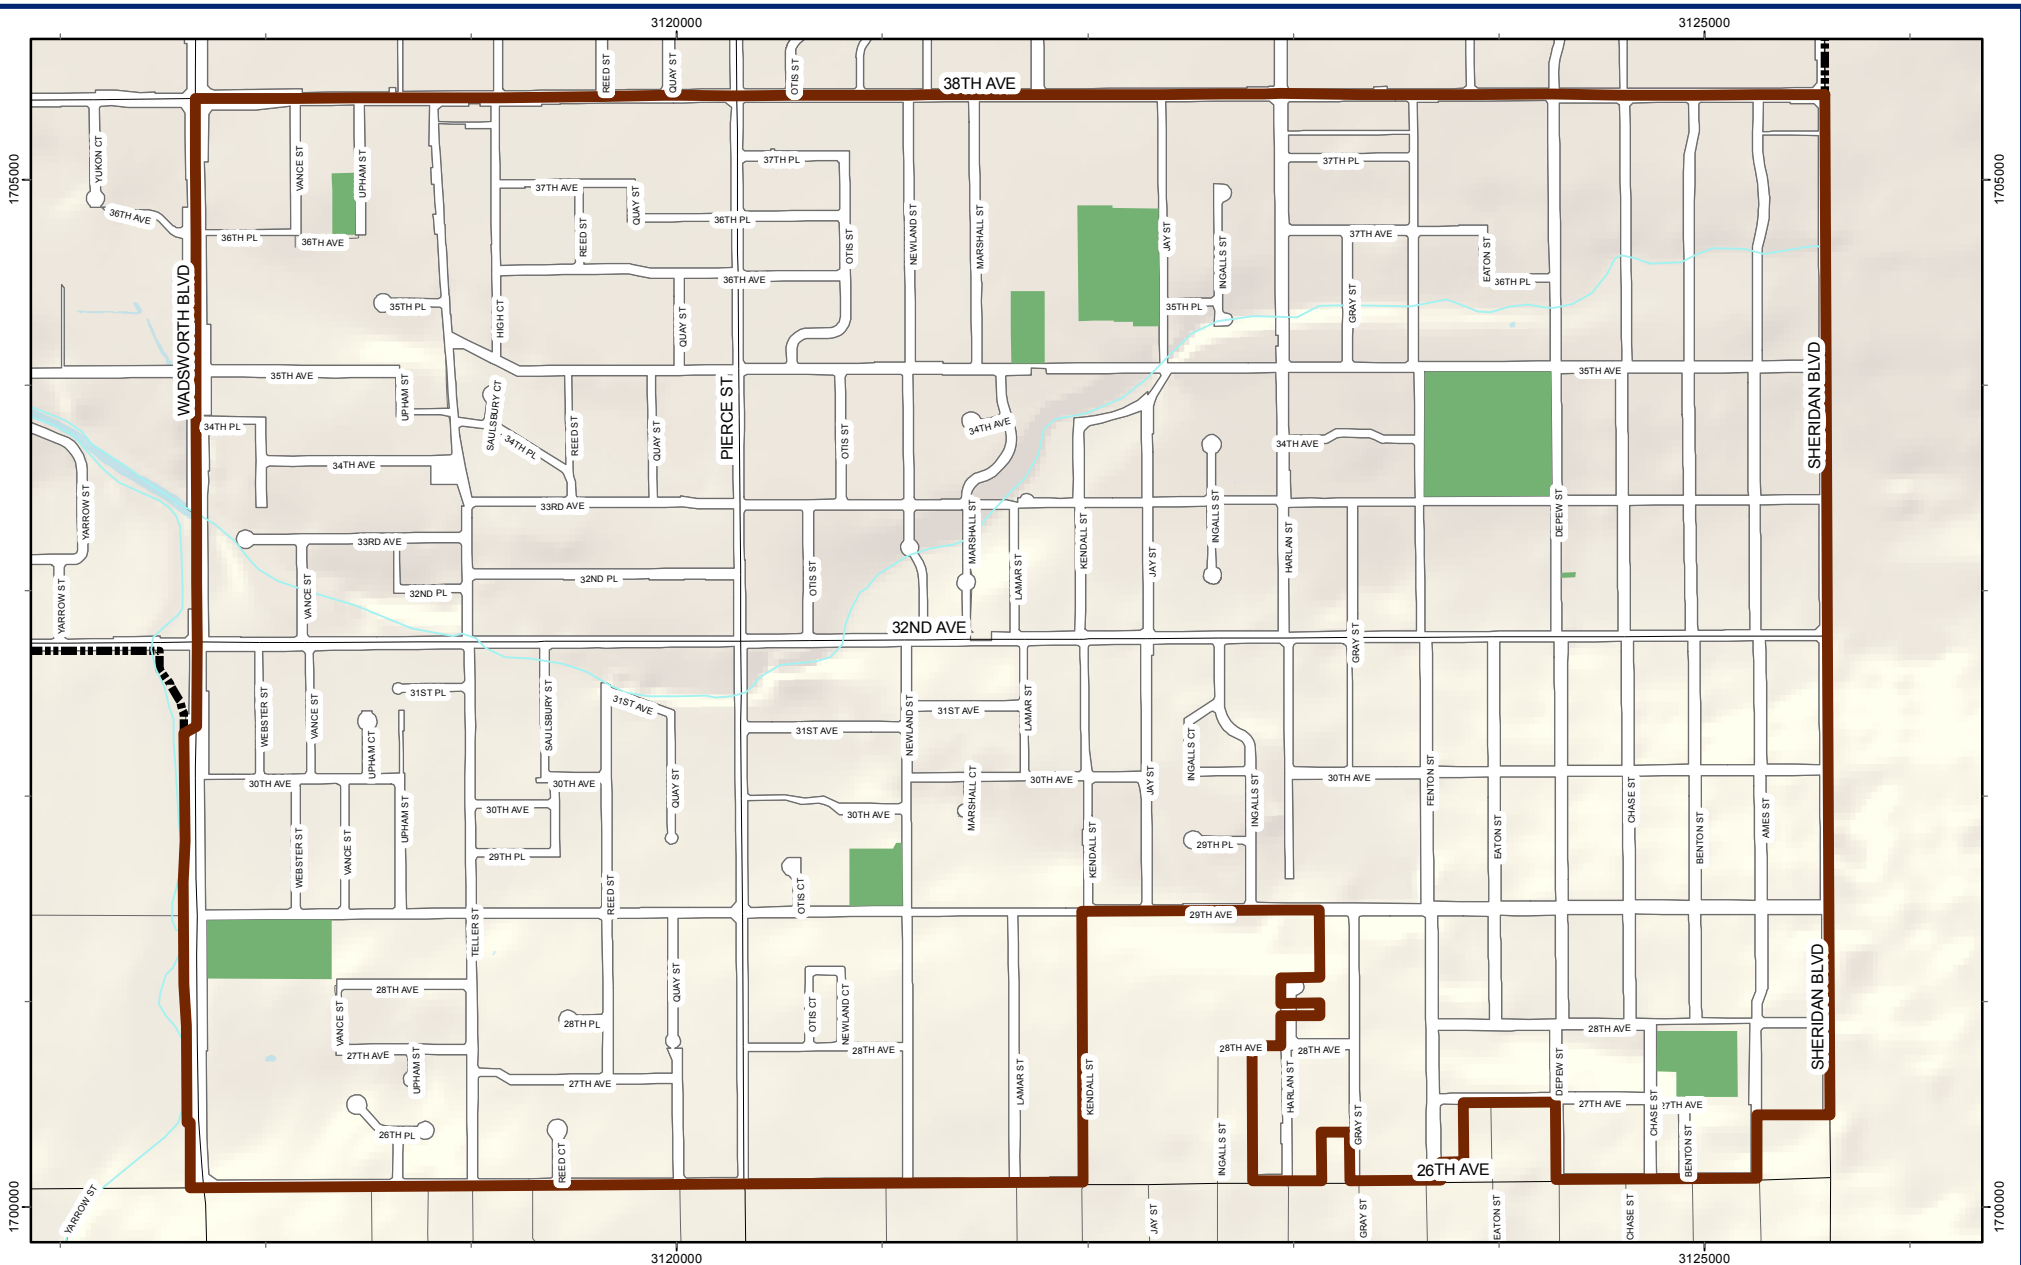 3120000
3125000
REED ST
QUAY ST
OTIS ST
38TH AVE
1705000
1705000
YUKON CT
VANCE ST
UPHAM ST
37TH PL
37TH PL
36TH AVE
37TH AVE
QUAY ST
36TH PL
REED ST
OTIS ST
NEWLAND ST
MARSHALL ST
JAY ST
INGALLS ST
37TH AVE
EATON ST
36TH PL
36TH PL
36TH AVE
36TH AVE
WADSWORTH BLVD
35TH PL
HIGH CT
QUAY ST
35TH PL
GRAY ST
35TH AVE
UPHAM ST
SAULSBURY CT
PIERCE ST
35TH AVE
SHERIDAN BLVD
34TH PL
34TH PL
REED ST
QUAY ST
OTIS ST
34TH AVE
34TH AVE
34TH AVE
YARROW ST
33RD AVE
33RD AVE
MARSHALL ST
KENDALL ST
INGALLS ST
HARLAN ST
DEPEW ST
YARROW ST
VANCE ST
32ND PL
32ND PL
OTIS ST
LAMAR ST
JAY ST
32ND AVE
GRAY ST
WEBSTER ST
VANCE ST
UPHAM CT
31ST PL
SAULSBURY ST
31ST AVE
31ST AVE
NEWLAND ST
31ST AVE
LAMAR ST
INGALLS CT
30TH AVE
30TH AVE
30TH AVE
QUAY ST
30TH AVE
MARSHALL CT
30TH AVE
JAY ST
INGALLS ST
30TH AVE
FENTON ST
CHASE ST
AMES ST
WEBSTER ST
VANCE ST
UPHAM ST
29TH PL
KENDALL ST
29TH PL
EATON ST
BENTON ST
REED ST
OTIS CT
29TH AVE
TELLER ST
28TH AVE
QUAY ST
OTIS CT
NEWLAND CT
SHERIDAN BLVD
VANCE ST
28TH PL
28TH AVE
28TH AVE
28TH AVE
28TH AVE
27TH AVE
UPHAM ST
27TH AVE
LAMAR ST
KENDALL ST
HARLAN ST
DEPEW ST
27TH AVE
27TH AVE
CHASE ST
26TH PL
REED CT
INGALLS ST
GRAY ST
26TH AVE
BENTON ST
1700000
YARROW ST
JAY ST
GRAY ST
EATON ST
CHASE ST
1700000
3120000
3125000